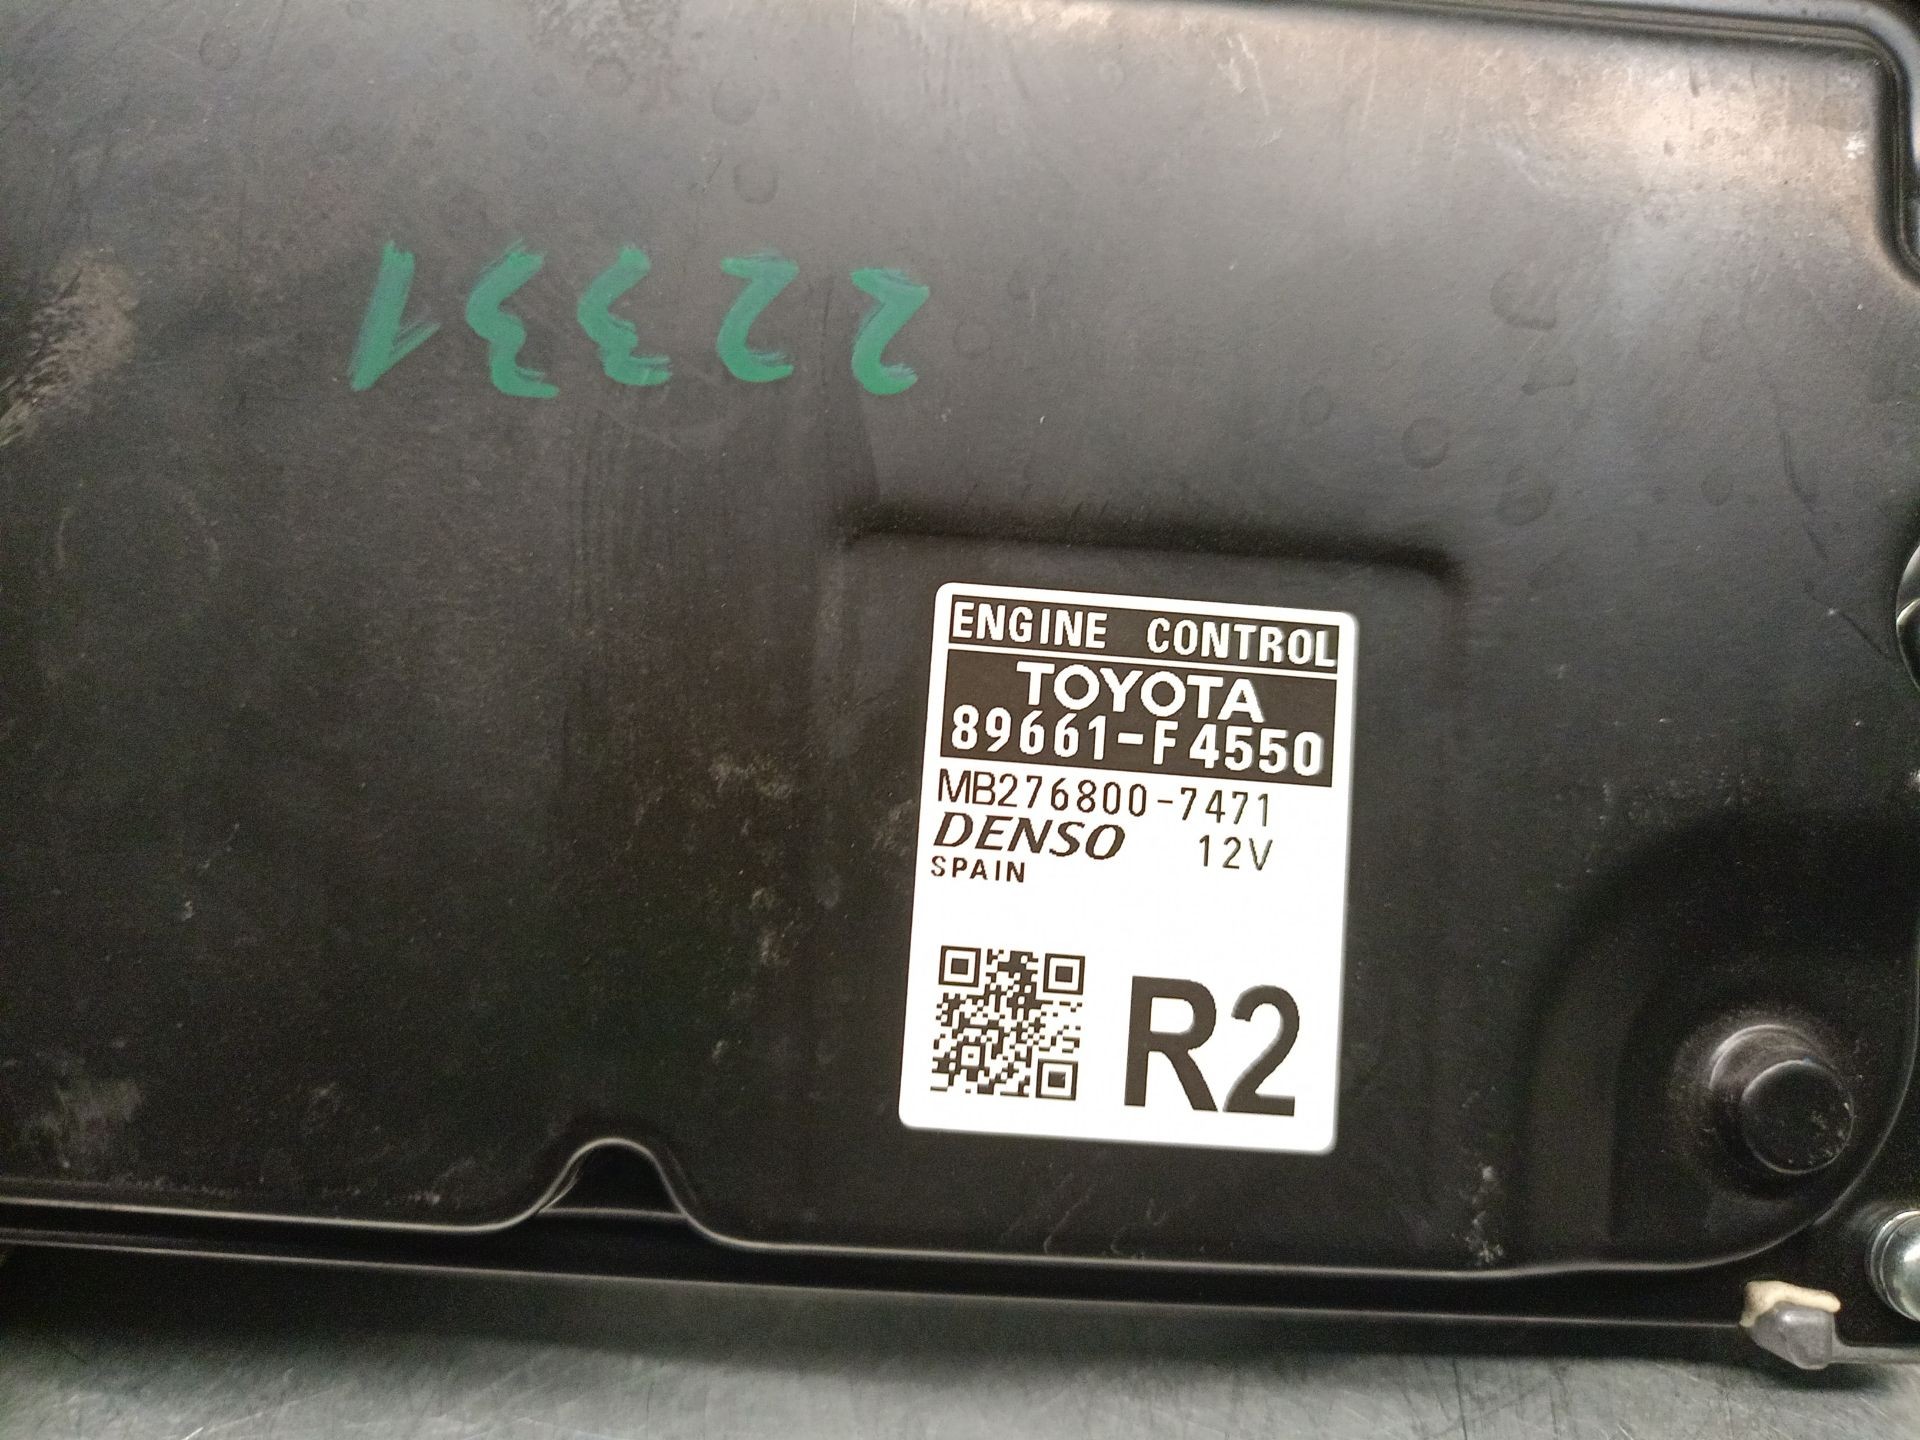 22331
ENGINE CONTROL
TOYOTA
89661-F4550
MB276800-7471
DENSO 12V
SPAIN
R2